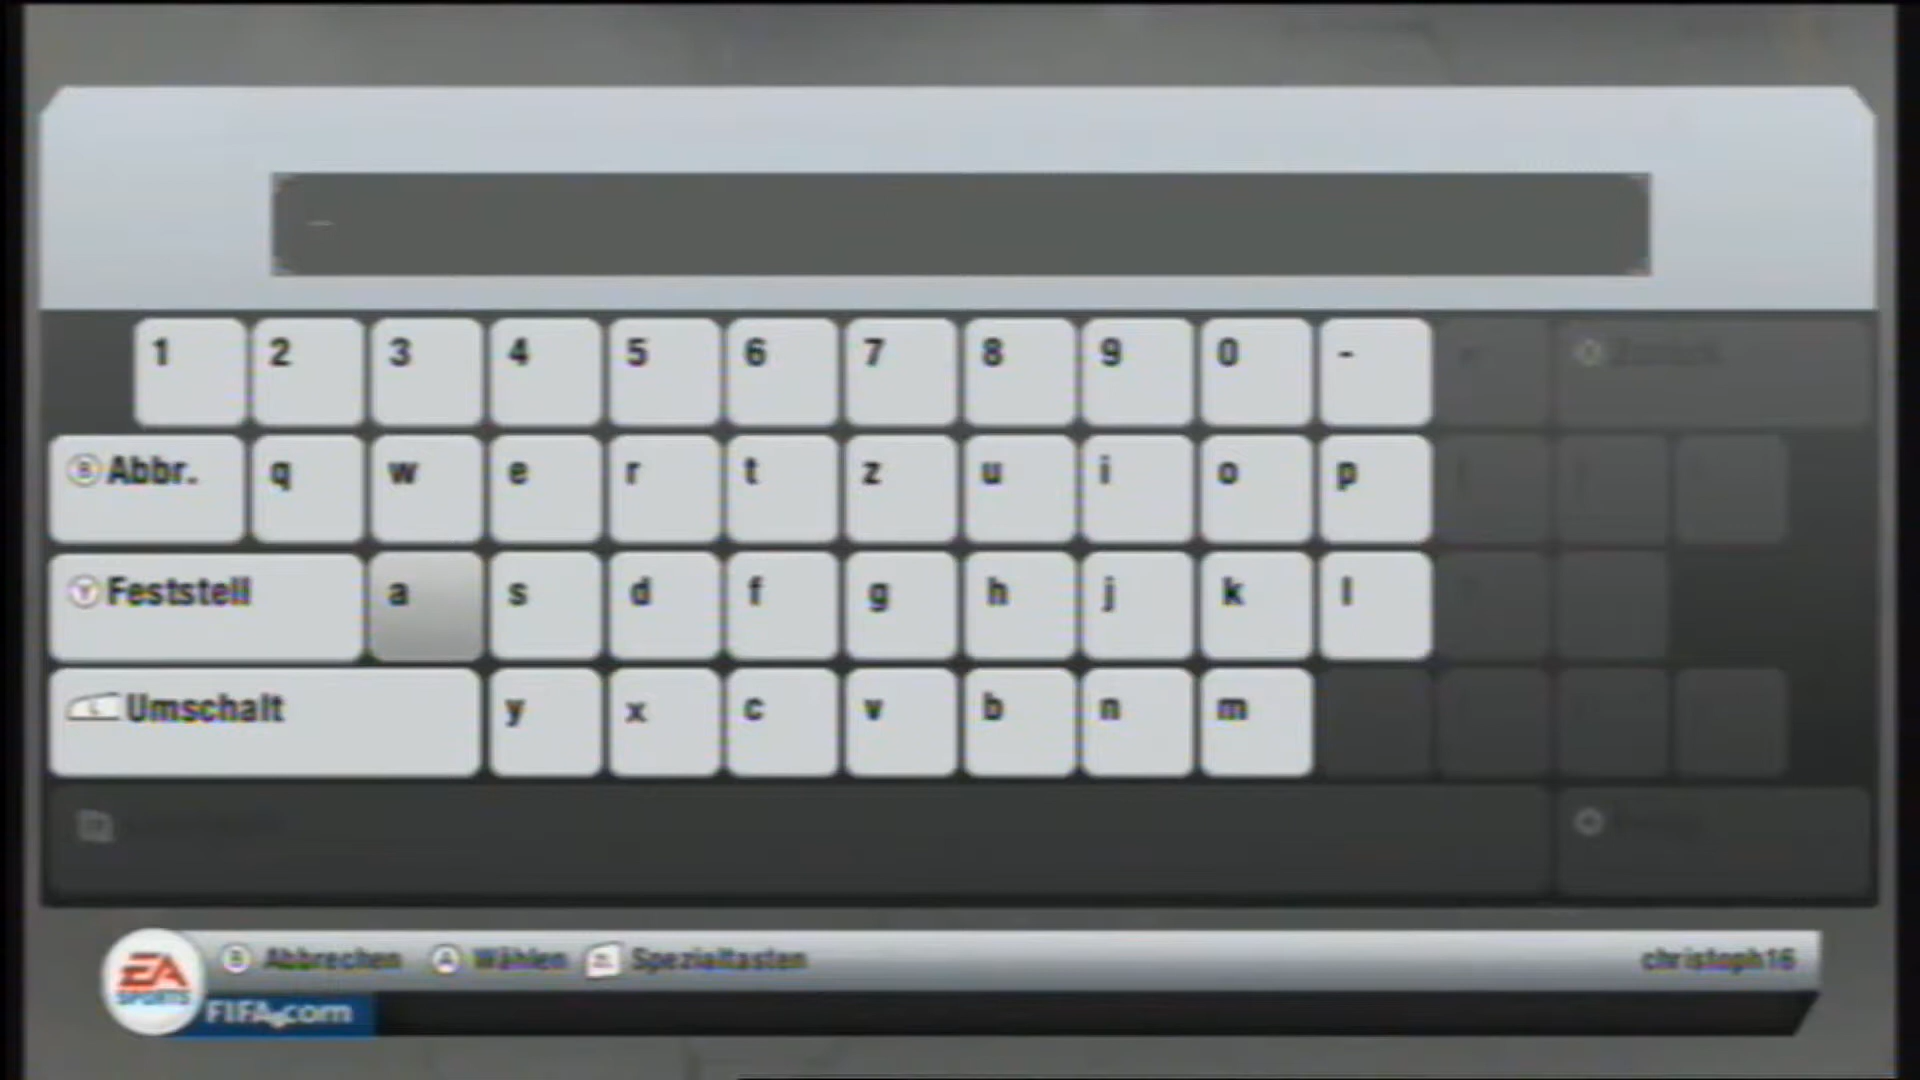 1 2 3 4 5 6 7 8 9 0 -
B Abbr. q w e r t z u i o p
Y Feststell a s d f g h j k l
L Umschalt y x c v b n m
B Abbrechen A Wählen ZL Spezialtasten christoph16
EA SPORTS
FIFA.com